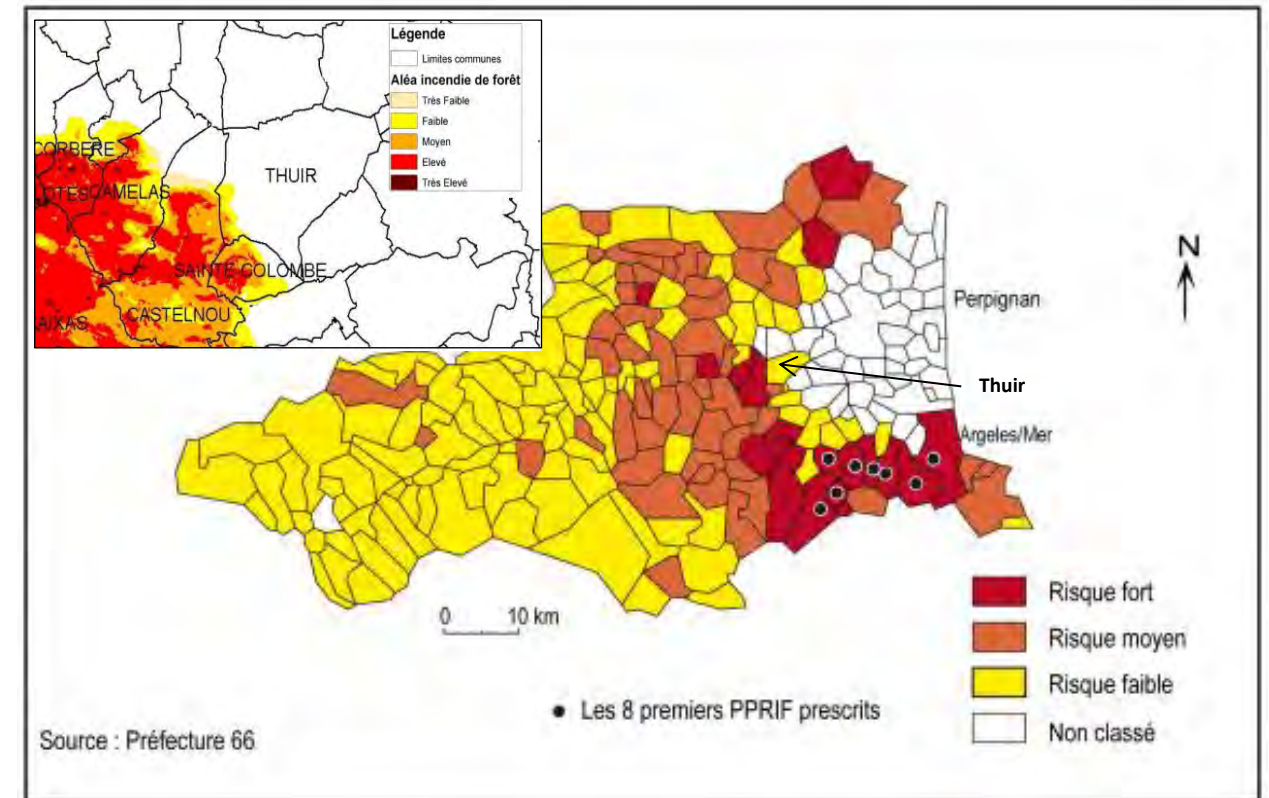 Légende
Limites communes
Aléa incendie de forêt
Très Faible
Faible
Moyen
Elevé
Très Elevé
CORBERE
CAMELAS
THUIR
SAINTE COLOMBE
CASTELNOU
AIXAS
N
Perpignan
Thuir
Argeles/Mer
0 10 km
Risque fort
Risque moyen
Risque faible
Non classé
Les 8 premiers PPRIF prescrits
Source : Préfecture 66